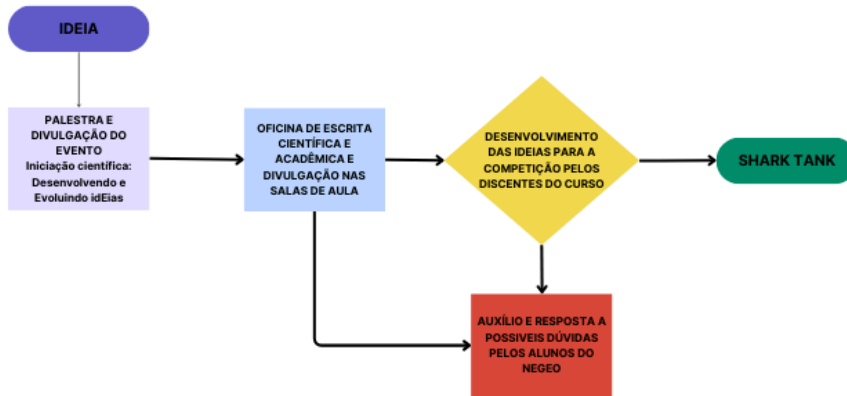 IDEIA
PALESTRA E
DIVULGAÇÃO DO
EVENTO
Iniciação científica:
Desenvolvendo e
Evoluindo idEias
OFICINA DE ESCRITA
CIENTÍFICA E
ACADÊMICA E
DIVULGAÇÃO NAS
SALAS DE AULA
DESENVOLVIMENTO
DAS IDEIAS PARA A
COMPETIÇÃO PELOS
DISCENTES DO CURSO
SHARK TANK
AUXÍLIO E RESPOSTA A
POSSIVEIS DÚVIDAS
PELOS ALUNOS DO
NEGEO